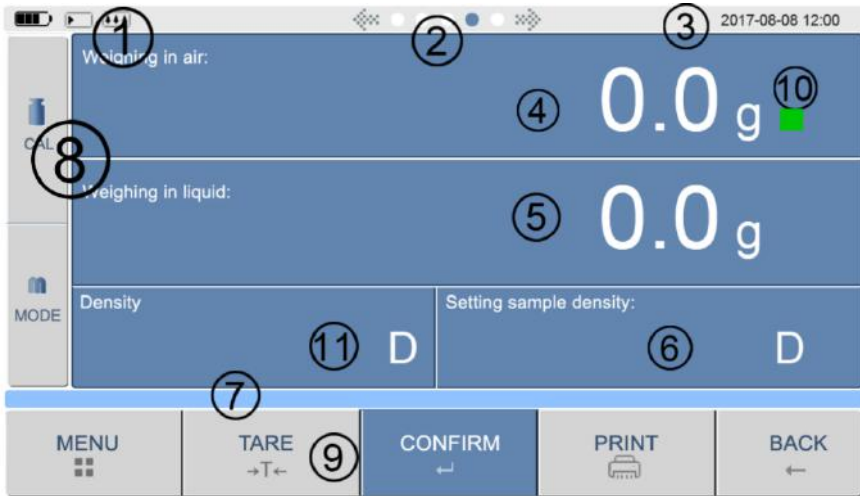 ① ② ③ 2017-08-08 12:00
Weighing in air:
④ 0.0 g ⑩
CAL
⑧
Weighing in liquid:
⑤ 0.0 g
MODE
Density
⑪ D
Setting sample density:
⑥ D
⑦
MENU
TARE
→T←
⑨
CONFIRM
PRINT
BACK